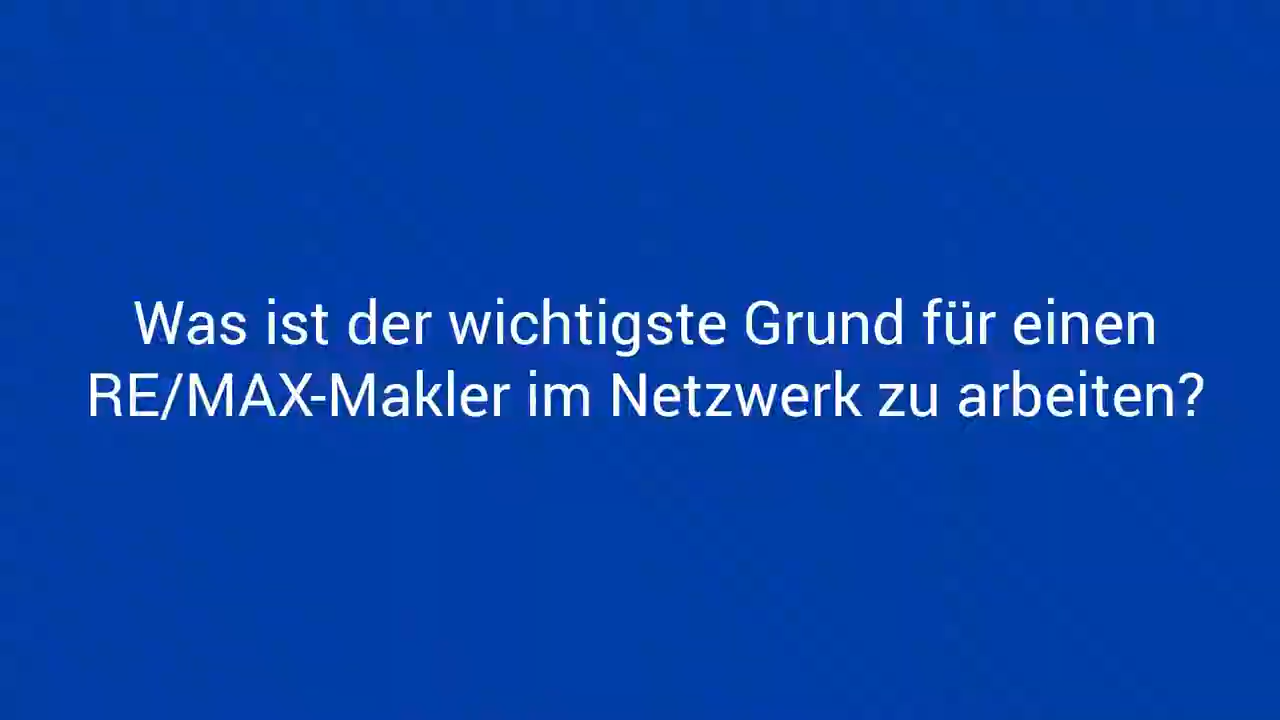 Was ist der wichtigste Grund für einen
RE/MAX-Makler im Netzwerk zu arbeiten?